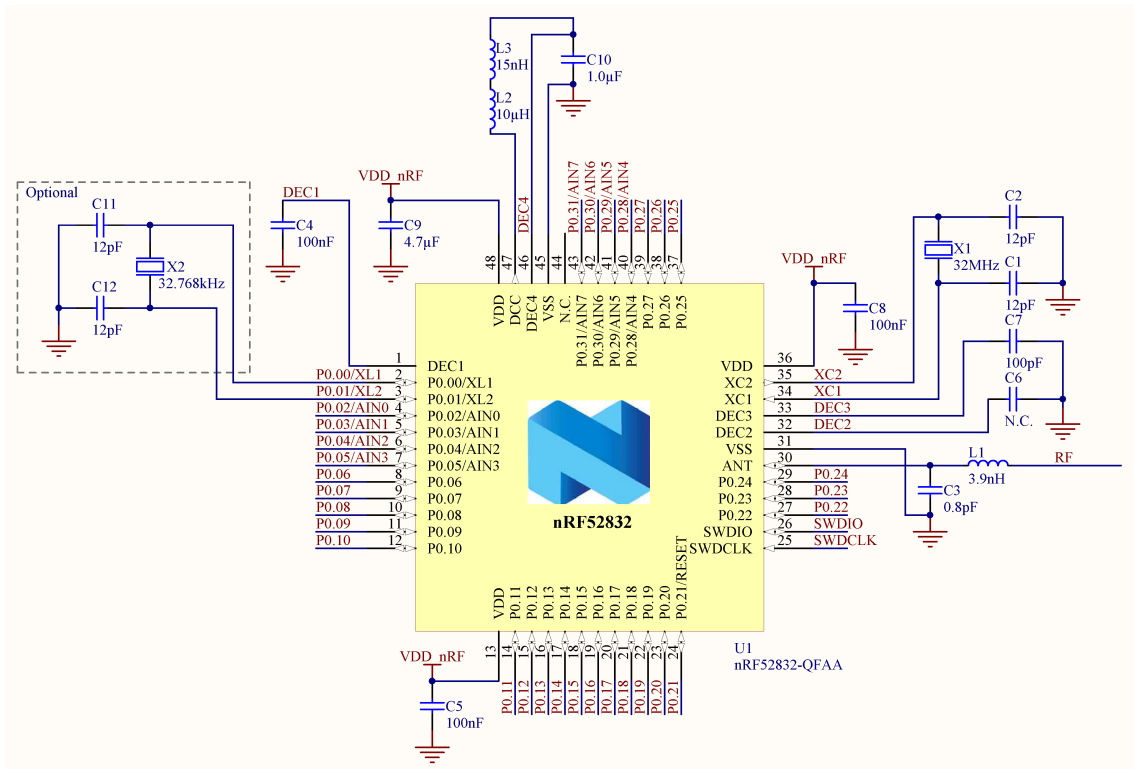 L3
15nH
C10
1.0µF
L2
10µH
Optional
C11
12pF
X2
32.768kHz
C12
12pF
DEC1
C4
100nF
VDD_nRF
C9
4.7µF
DEC4
P0.31/AIN7
P0.30/AIN6
P0.29/AIN5
P0.28/AIN4
P0.27
P0.26
P0.25
48
47
46
45
44
43
42
41
40
39
38
37
VDD
DCC
DEC4
VSS
N.C.
P0.31/AIN7
P0.30/AIN6
P0.29/AIN5
P0.28/AIN4
P0.27
P0.26
P0.25
VDD_nRF
C8
100nF
C2
12pF
X1
32MHz
C1
12pF
C7
100pF
C6
N.C.
1 DEC1
P0.00/XL1 2 P0.00/XL1
P0.01/XL2 3 P0.01/XL2
P0.02/AIN0 4 P0.02/AIN0
P0.03/AIN1 5 P0.03/AIN1
P0.04/AIN2 6 P0.04/AIN2
P0.05/AIN3 7 P0.05/AIN3
P0.06 8 P0.06
P0.07 9 P0.07
P0.08 10 P0.08
P0.09 11 P0.09
P0.10 12 P0.10
nRF52832
VDD 36
XC2 35 XC2
XC1 34 XC1
DEC3 33 DEC3
DEC2 32 DEC2
VSS 31
ANT 30
P0.24 29 P0.24
P0.23 28 P0.23
P0.22 27 P0.22
SWDIO 26 SWDIO
SWDCLK 25 SWDCLK
L1
3.9nH
RF
C3
0.8pF
VDD
P0.11
P0.12
P0.13
P0.14
P0.15
P0.16
P0.17
P0.18
P0.19
P0.20
P0.21/RESET
13
14
15
16
17
18
19
20
21
22
23
24
P0.11
P0.12
P0.13
P0.14
P0.15
P0.16
P0.17
P0.18
P0.19
P0.20
P0.21
U1
nRF52832-QFAA
VDD_nRF
C5
100nF